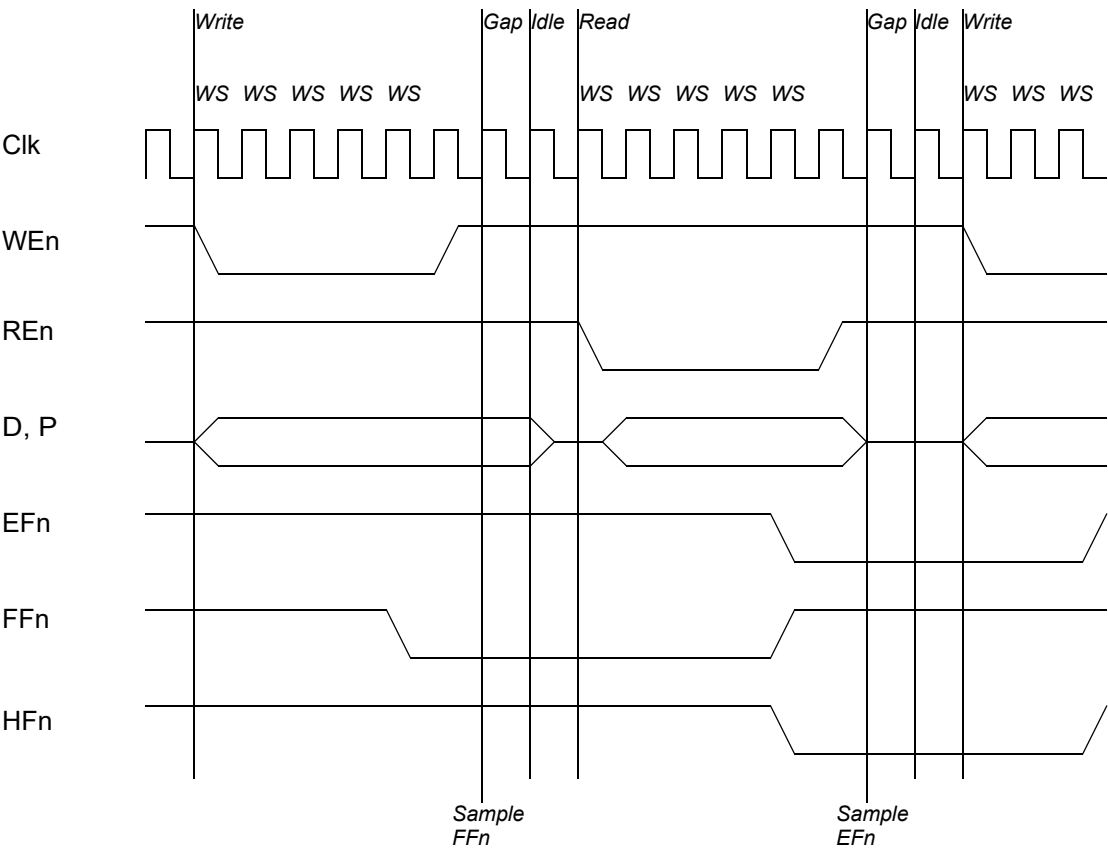 Write Gap Idle Read Gap Idle Write
WS WS WS WS WS WS WS WS WS WS WS WS WS
Clk
WEn
REn
D, P
EFn
FFn
HFn
Sample Sample
FFn EFn